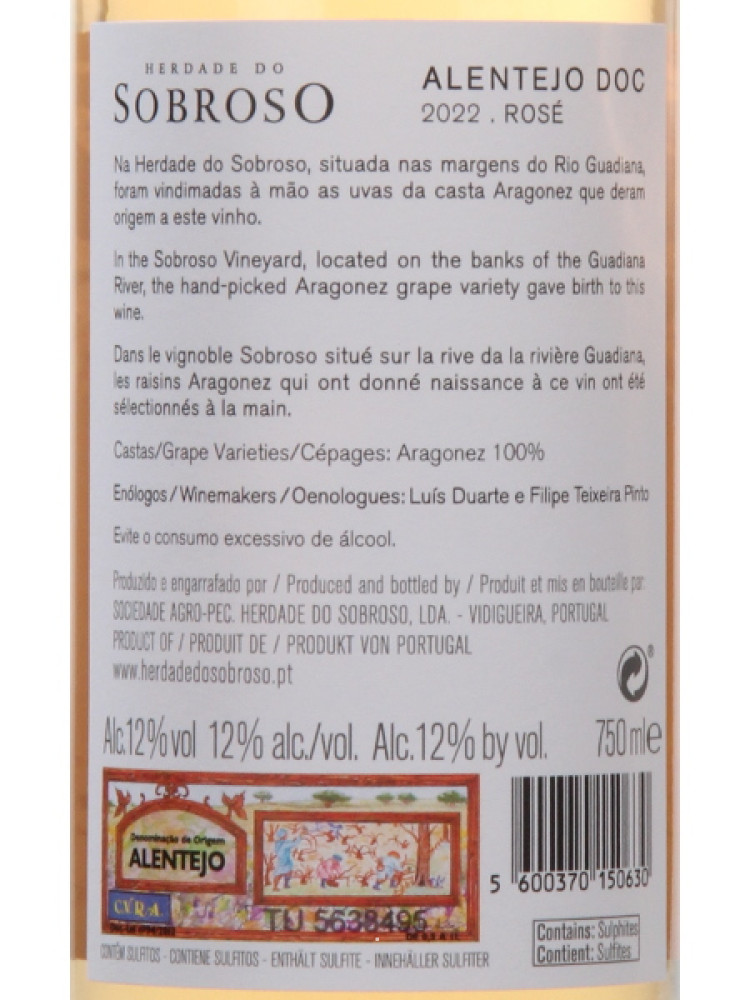 HERDADE DO
SOBROSO
ALENTEJO DOC
2022 . ROSÉ
Na Herdade do Sobroso, situada nas margens do Rio Guadiana,
foram vindimadas à mão as uvas da casta Aragonez que deram
origem a este vinho.
In the Sobroso Vineyard, located on the banks of the Guadiana
River, the hand-picked Aragonez grape variety gave birth to this
wine.
Dans le vignoble Sobroso situé sur la rive da la rivière Guadiana,
les raisins Aragonez qui ont donné naissance à ce vin ont été
sélectionnés à la main.
Castas/Grape Varieties/Cépages: Aragonez 100%
Enólogos/Winemakers/Oenologues: Luís Duarte e Filipe Teixeira Pinto
Evite o consumo excessivo de álcool.
Produzido e engarrafado por / Produced and bottled by / Produit et mis en bouteille par:
SOCIEDADE AGRO-PEC. HERDADE DO SOBROSO, LDA. - VIDIGUEIRA, PORTUGAL
PRODUCT OF / PRODUIT DE / PRODUKT VON PORTUGAL
www.herdadedosobroso.pt
Alc.12%vol 12% alc./vol. Alc.12% by vol. 750 ml e
Denominação de Origem
ALENTEJO
C.V.R.A.
TU 5638495
5 600370 150630
Contains: Sulphites
Contient: Sulfites
CONTÉM SULFITOS - CONTIENE SULFITOS - ENTHÄLT SULFITE - INNEHÅLLER SULFITER